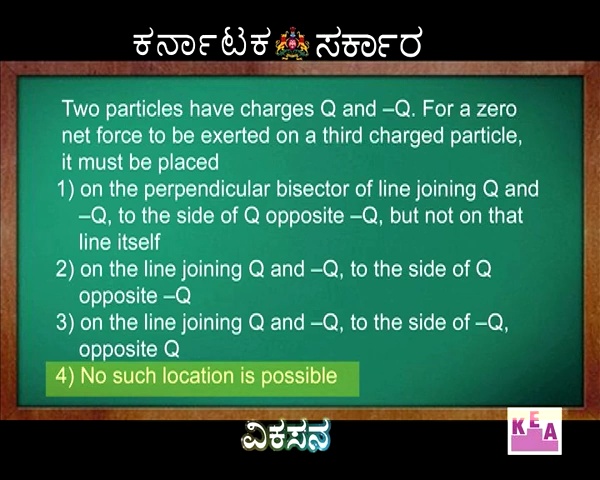 ಕರ್ನಾಟಕ ಸರ್ಕಾರ
Two particles have charges Q and –Q. For a zero
net force to be exerted on a third charged particle,
it must be placed
1) on the perpendicular bisector of line joining Q and
–Q, to the side of Q opposite –Q, but not on that
line itself
2) on the line joining Q and –Q, to the side of Q
opposite –Q
3) on the line joining Q and –Q, to the side of –Q,
opposite Q
4) No such location is possible
ವಿಕಸನ
KEA